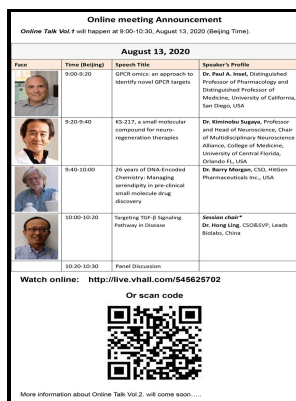 Online meeting Announcement
Online Talk Vol.1 will happen at 9:00-10:30, August 13, 2020 (Beijing Time).
August 13, 2020
Face Time (Beijing) Speech Title Speaker's Profile
9:00-9:20
GPCR omics: an approach to
identify novel GPCR targets
Dr. Paul A. Insel, Distinguished
Professor of Pharmacology and
Distinguished Professor of
Medicine, University of California,
San Diego, USA
9:20-9:40
KS-217, a small molecule
compound for neuro-
regeneration therapies
Dr. Kiminobu Sugaya, Professor
and Head of Neuroscience, Chair
of Multidisciplinary Neuroscience
Alliance, College of Medicine,
University of Central Florida,
Orlando FL, USA
9:40-10:00
26 years of DNA-Encoded
Chemistry: Managing
serendipity in pre-clinical
small molecule drug
discovery
Dr. Barry Morgan, CSO, HitGen
Pharmaceuticals Inc., USA
10:00-10:20
Targeting TGF-β Signaling
Pathway in Disease
Session chair*
Dr. Hong Ling, CSO&SVP, Leads
Biolabs, China
10:20-10:30 Panel Discussion
Watch online: http://live.vhall.com/545625702
Or scan code
More information about Online Talk Vol.2. will come soon.....